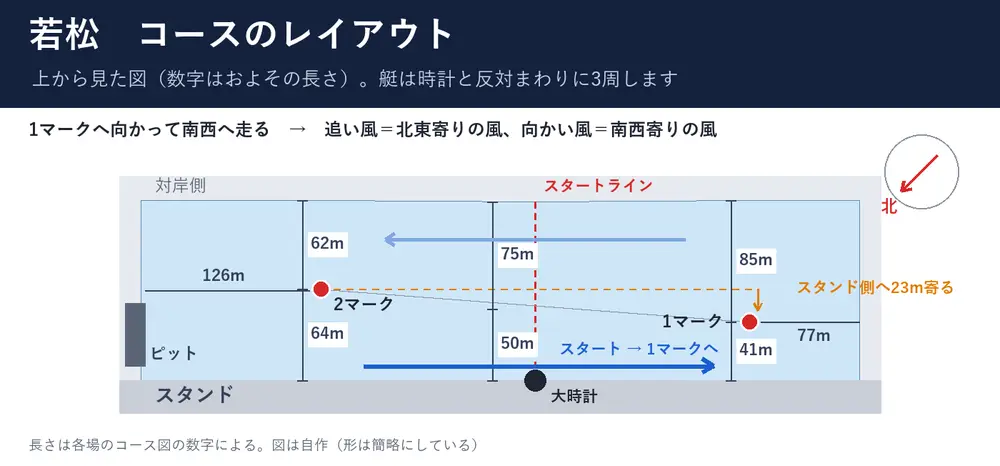 若松　コースのレイアウト
上から見た図（数字はおよその長さ）。艇は時計と反対まわりに3周します
1マークへ向かって南西へ走る　→　追い風＝北東寄りの風、向かい風＝南西寄りの風
対岸側
スタートライン
北
62m
75m
85m
126m
スタンド側へ23m寄る
2マーク
1マーク
64m
50m
スタート → 1マークへ
41m
77m
ピット
スタンド
大時計
長さは各場のコース図の数字による。図は自作（形は簡略にしている）